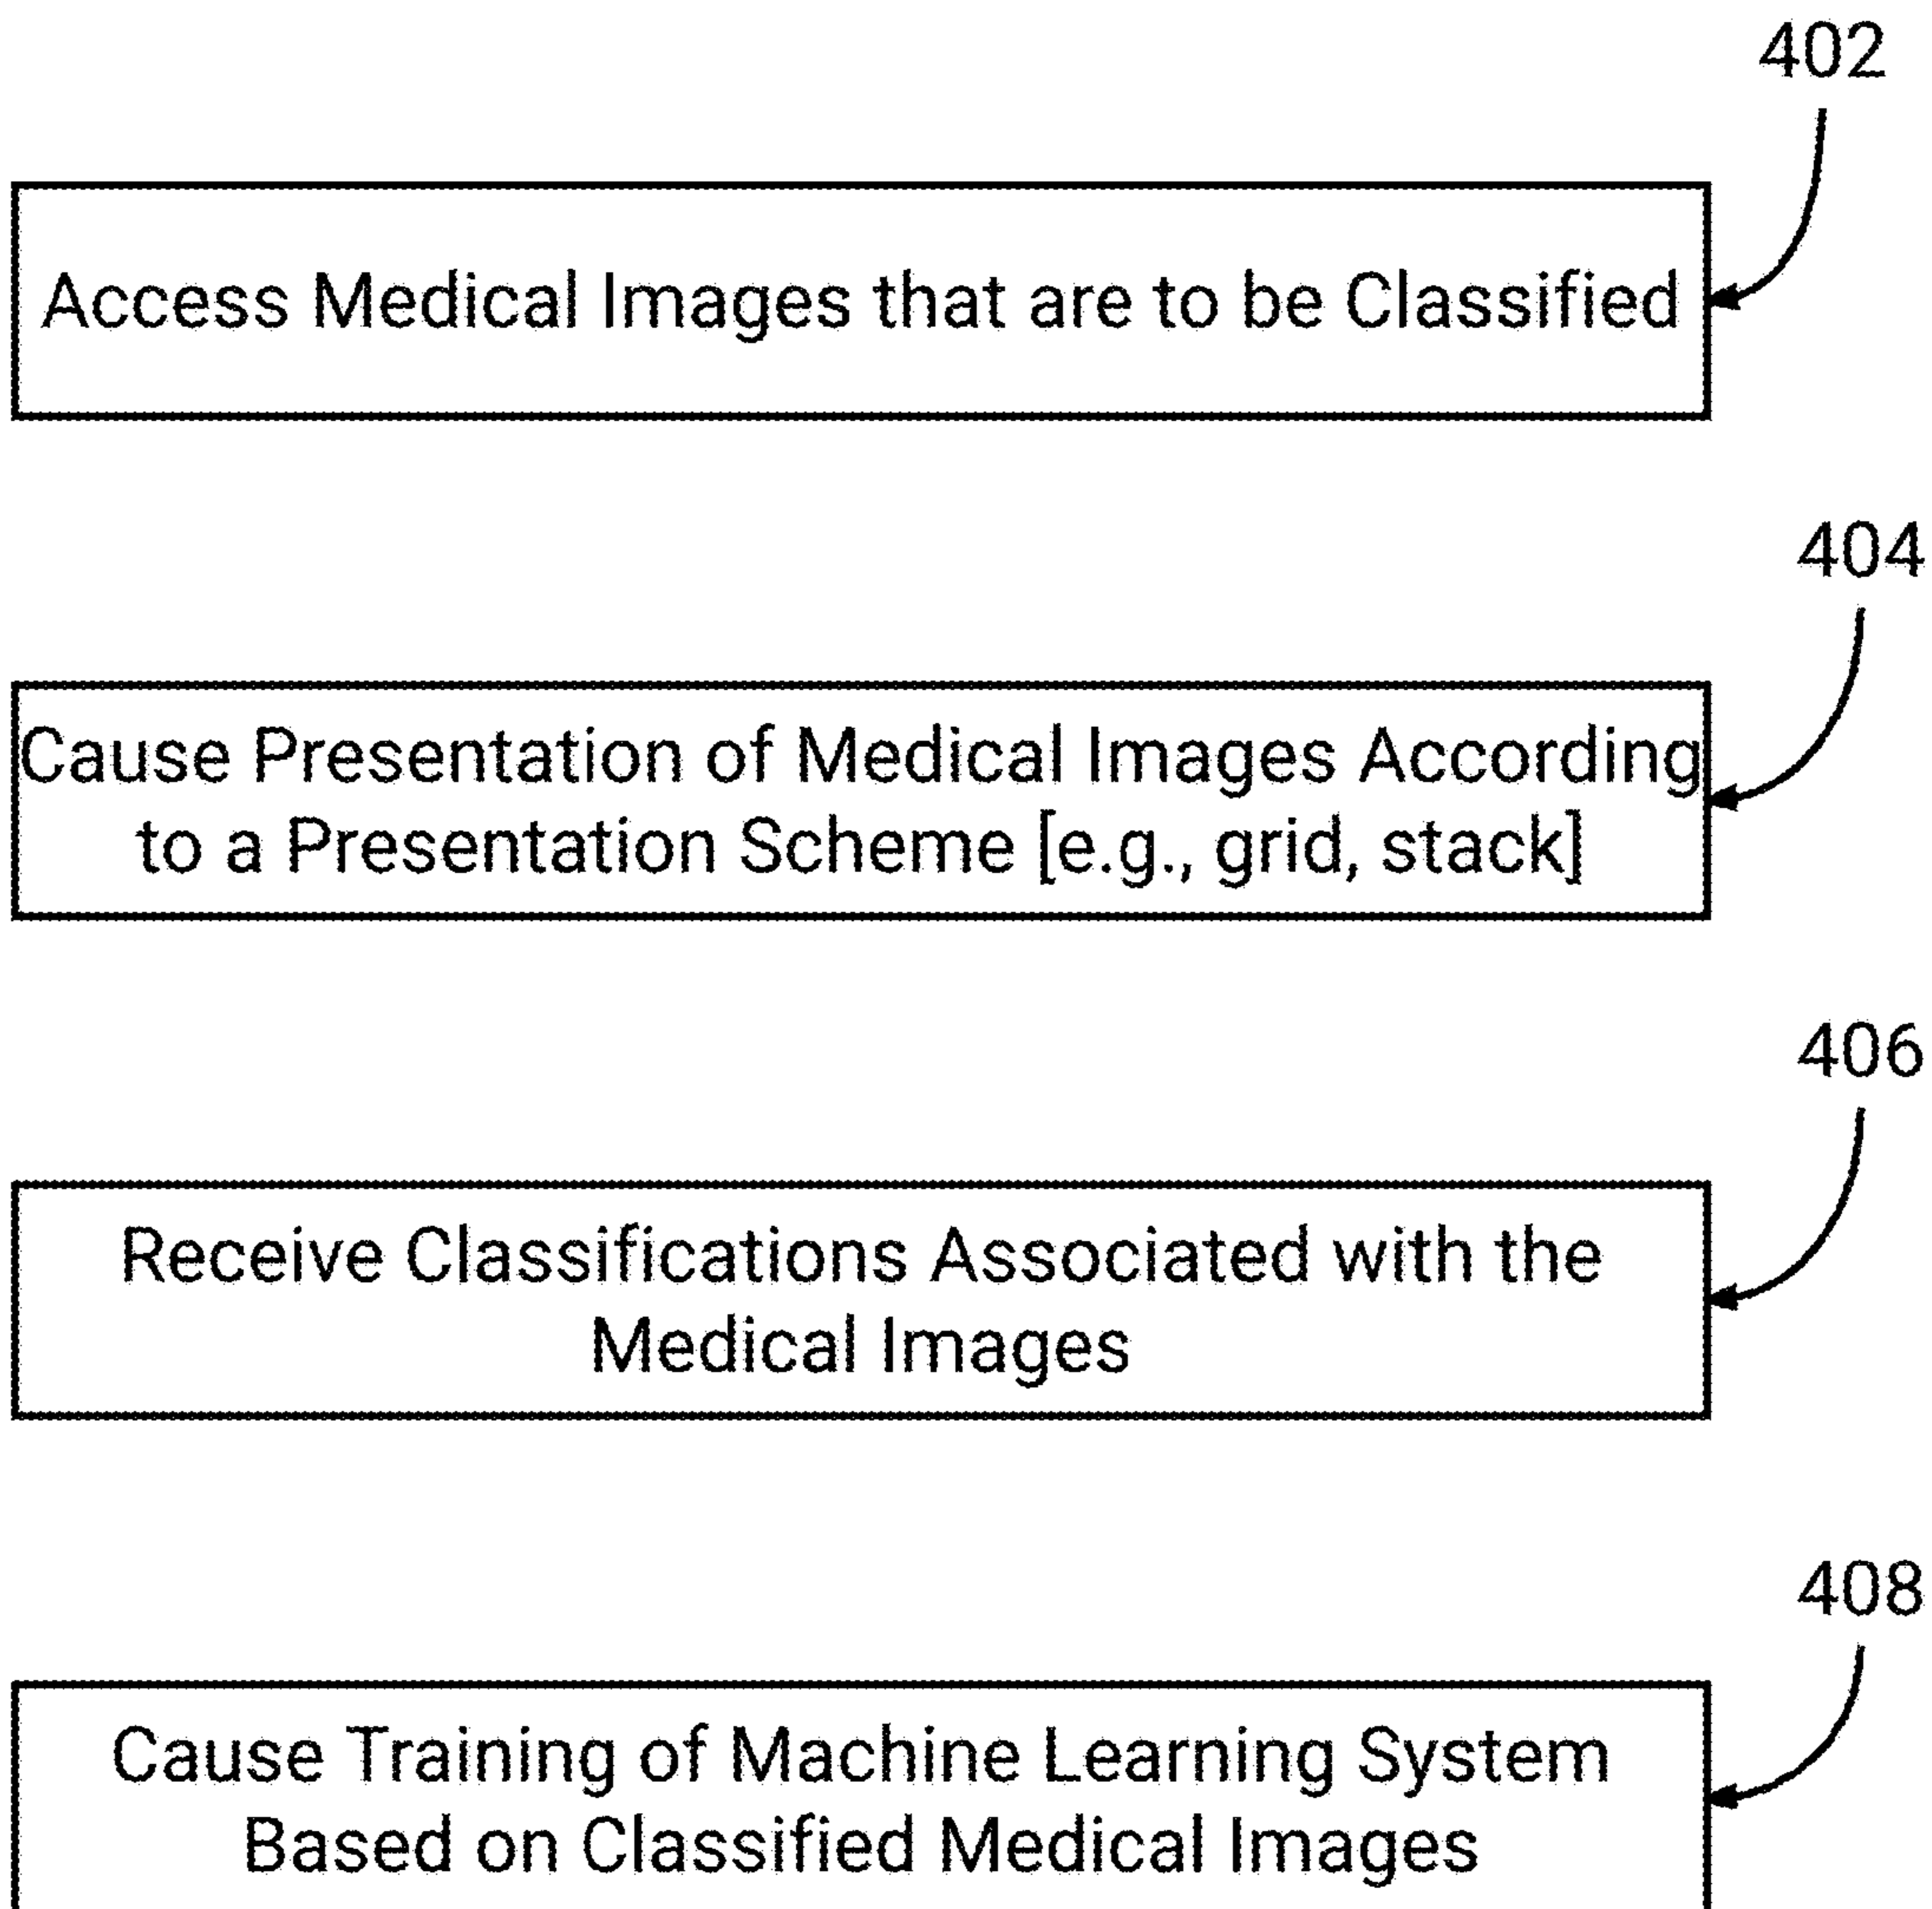 402
Access Medical Images that are to be Classified
404
Cause Presentation of Medical Images According
to a Presentation Scheme [e.g., grid, stack]
406
Receive Classifications Associated with the
Medical Images
408
Cause Training of Machine Learning System
Based on Classified Medical Images